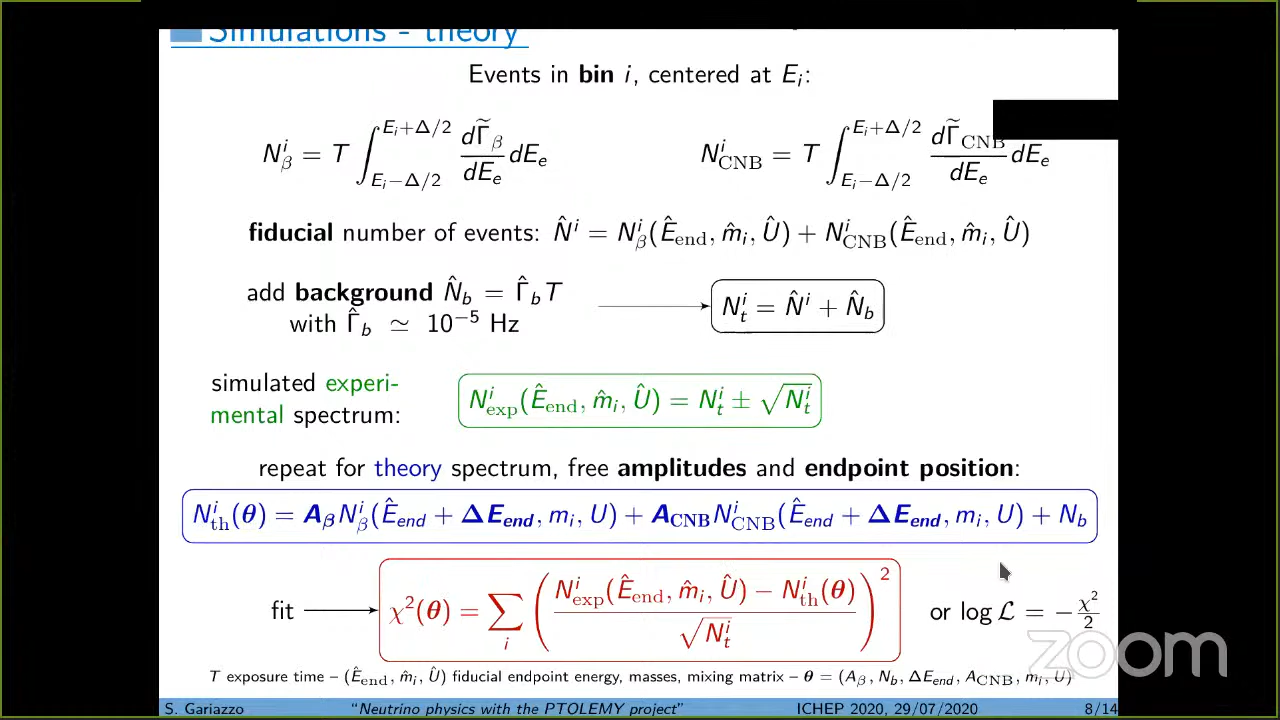 Simulations - theory
Events in bin i, centered at E_i:
N^i_β = T ∫_{E_i−Δ/2}^{E_i+Δ/2} dΓ̃_β/dE_e dE_e    N^i_CNB = T ∫_{E_i−Δ/2}^{E_i+Δ/2} dΓ̃_CNB/dE_e dE_e
fiducial number of events: N̂^i = N^i_β(Ê_end, m̂_i, Û) + N^i_CNB(Ê_end, m̂_i, Û)
add background N̂_b = Γ̂_b T
with Γ̂_b ≃ 10^−5 Hz
N^i_t = N̂^i + N̂_b
simulated experi-
mental spectrum:
N^i_exp(Ê_end, m̂_i, Û) = N^i_t ± √N^i_t
repeat for theory spectrum, free amplitudes and endpoint position:
N^i_th(θ) = A_β N^i_β(Ê_end + ΔE_end, m_i, U) + A_CNB N^i_CNB(Ê_end + ΔE_end, m_i, U) + N_b
fit χ²(θ) = Σ_i ( (N^i_exp(Ê_end, m̂_i, Û) − N^i_th(θ)) / √N^i_t )² or log ℒ = −χ²/2
zoom
T exposure time – (Ê_end, m̂_i, Û) fiducial endpoint energy, masses, mixing matrix – θ = (A_β, N_b, ΔE_end, A_CNB, m_i, U)
S. Gariazzo "Neutrino physics with the PTOLEMY project" ICHEP 2020, 29/07/2020 8/14